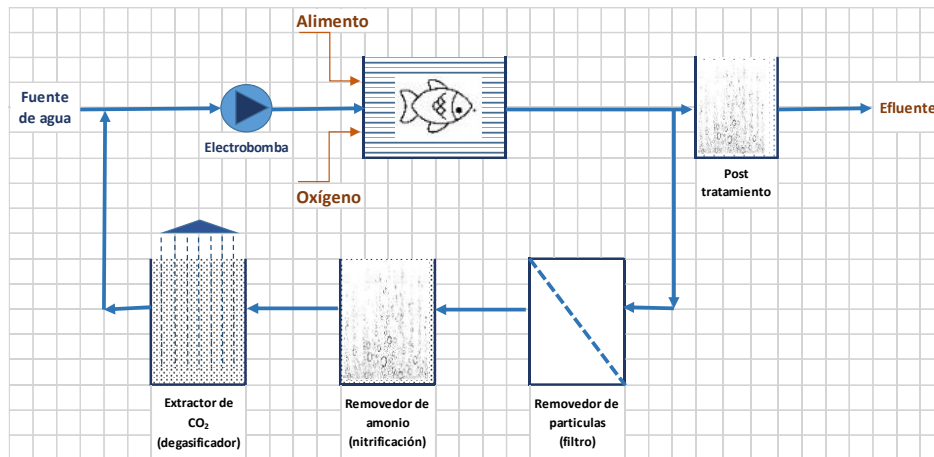 Alimento
Fuente
de agua
Electrobomba
Oxígeno
Efluente
Post
tratamiento
Extractor de
CO₂
(degasificador)
Removedor de
amonio
(nitrificación)
Removedor de
particulas
(filtro)